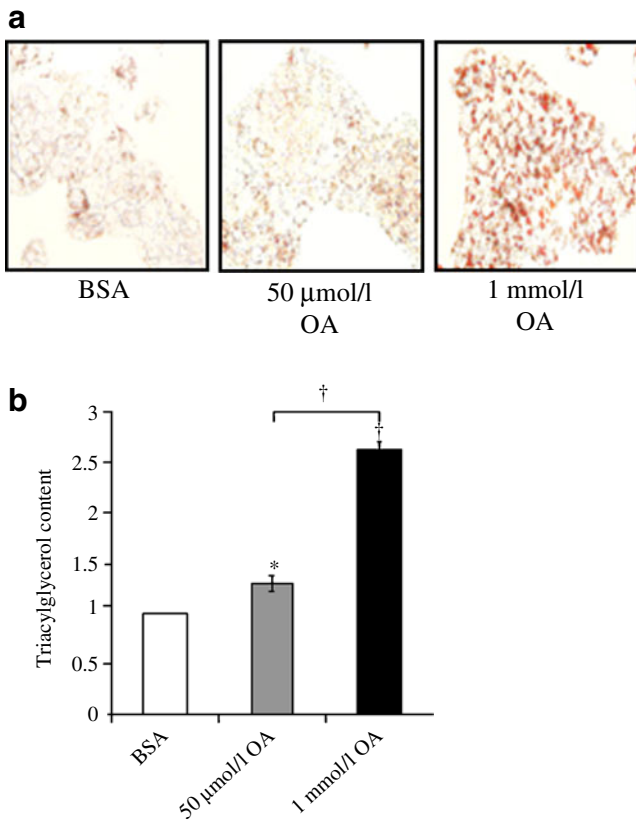 a
BSA
50 µmol/l
OA
1 mmol/l
OA
b
†
3
2.5
2
1.5
1
0.5
0
Triacylglycerol content
*
†
BSA
50 µmol/l OA
1 mmol/l OA